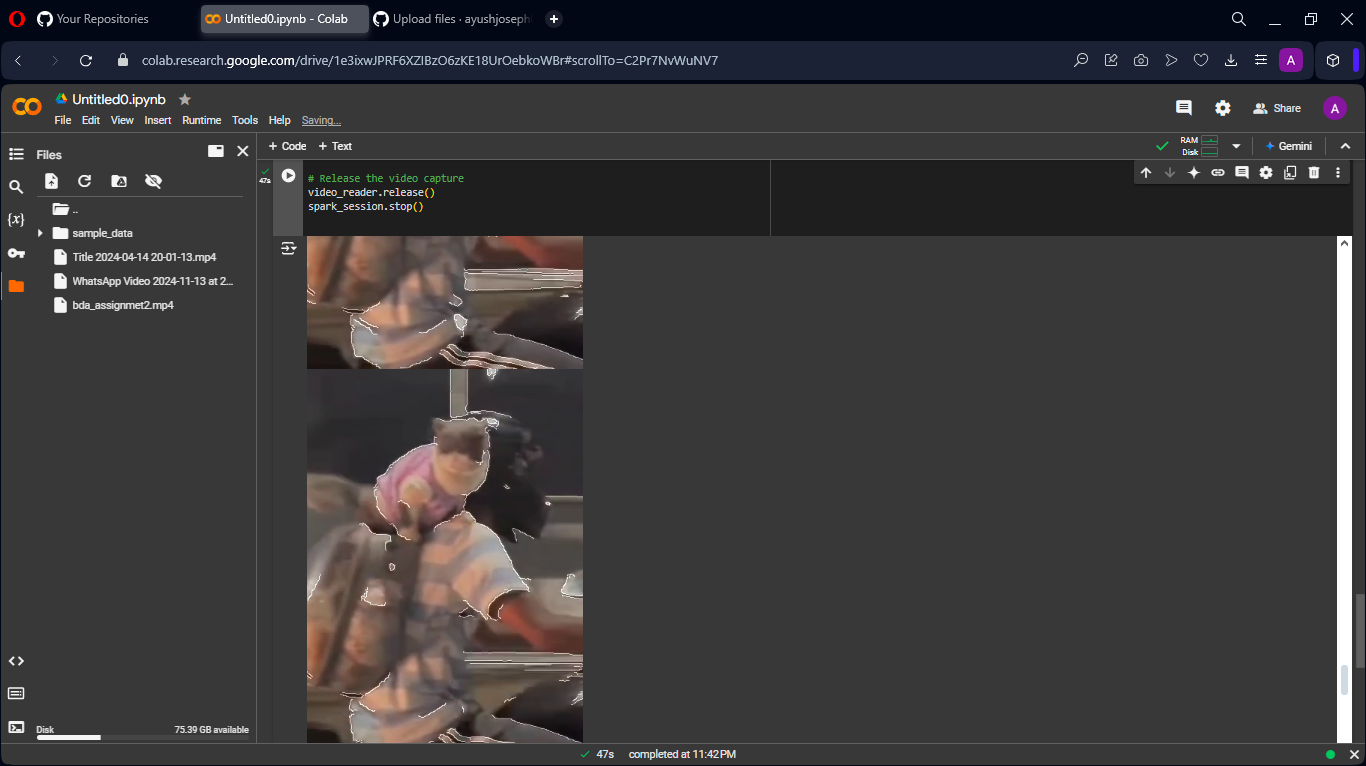 Your Repositories
Untitled0.ipynb - Colab
Upload files · ayushjoseph
colab.research.google.com/drive/1e3ixwJPRF6XZIBzO6zKE18UrOebkoWBr#scrollTo=C2Pr7NvWuNV7
A
Untitled0.ipynb
File Edit View Insert Runtime Tools Help Saving...
Share
A
Files
+ Code + Text
RAM
Disk
Gemini
{x}
..
sample_data
Title 2024-04-14 20-01-13.mp4
WhatsApp Video 2024-11-13 at 2...
bda_assignmet2.mp4
47s
# Release the video capture
video_reader.release()
spark_session.stop()
Disk
75.39 GB available
47s completed at 11:42 PM